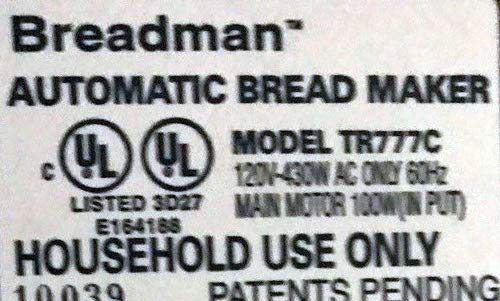 Breadman™
AUTOMATIC BREAD MAKER
c UL UL MODEL TR777C
120V-430W AC ONLY 60Hz
LISTED 3D27 MAIN MOTOR 100W(IN PUT)
E164188
HOUSEHOLD USE ONLY
10039 PATENTS PENDING